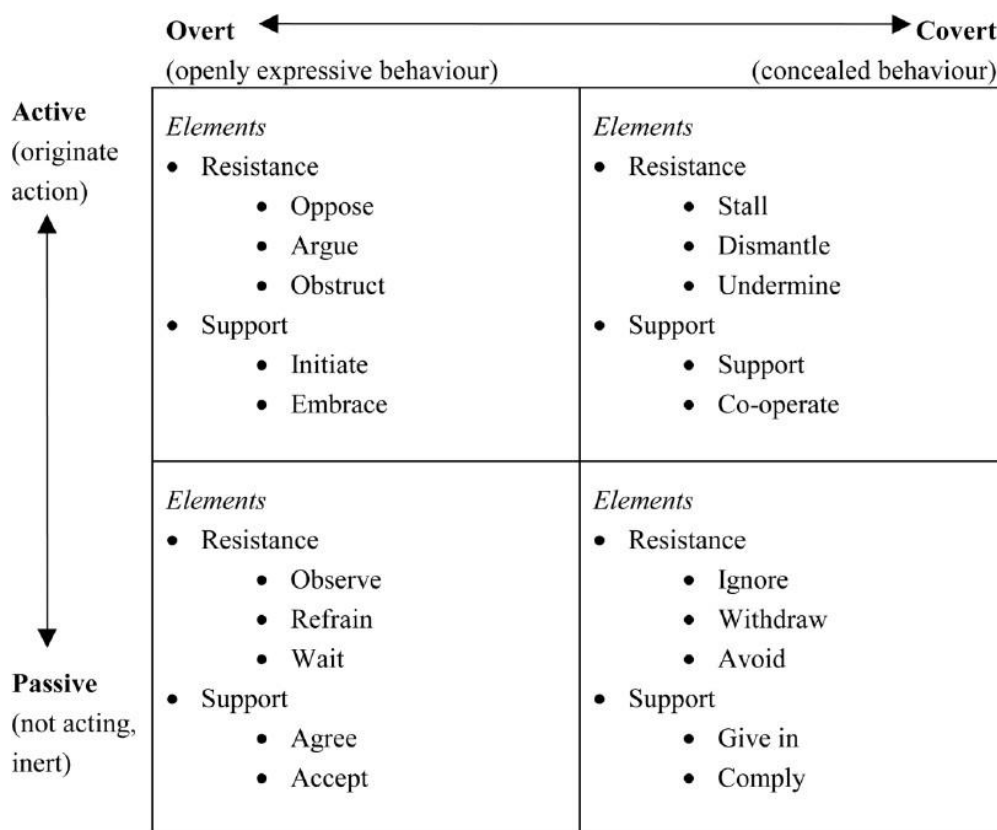 Overt
Covert
(openly expressive behaviour)
(concealed behaviour)
Active
(originate
action)
Elements
• Resistance
• Oppose
• Argue
• Obstruct
• Support
• Initiate
• Embrace
Elements
• Resistance
• Stall
• Dismantle
• Undermine
• Support
• Support
• Co-operate
Passive
(not acting,
inert)
Elements
• Resistance
• Observe
• Refrain
• Wait
• Support
• Agree
• Accept
Elements
• Resistance
• Ignore
• Withdraw
• Avoid
• Support
• Give in
• Comply